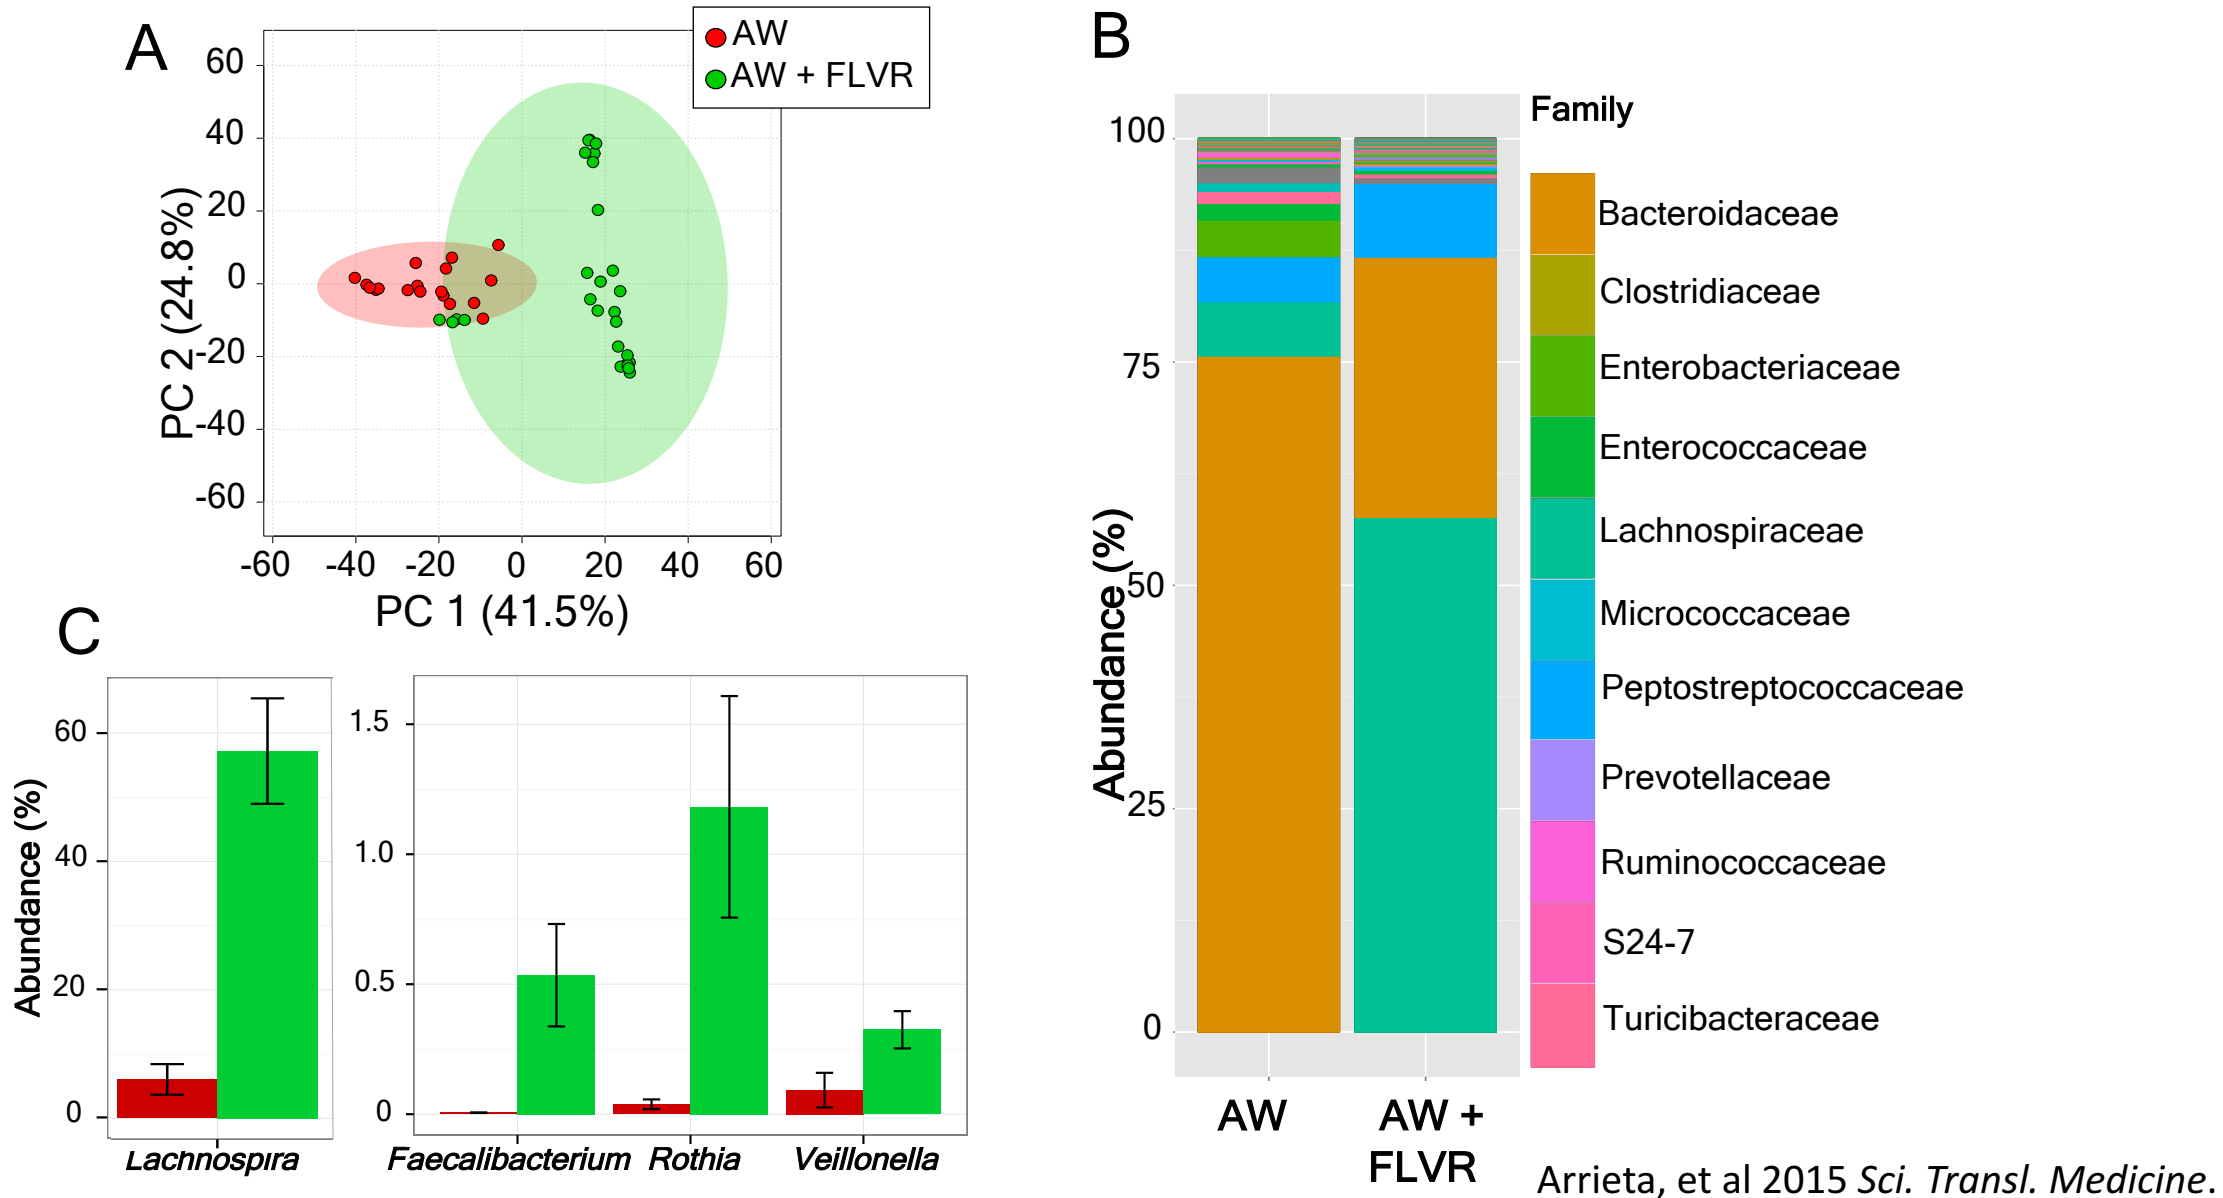 A
AW
AW + FLVR
60
40
20
0
-20
-40
-60
PC 2 (24.8%)
-60 -40 -20 0 20 40 60
PC 1 (41.5%)
B
100
75
50
25
0
Abundance (%)
AW
AW +
FLVR
Family
Bacteroidaceae
Clostridiaceae
Enterobacteriaceae
Enterococcaceae
Lachnospiraceae
Micrococcaceae
Peptostreptococcaceae
Prevotellaceae
Ruminococcaceae
S24-7
Turicibacteraceae
C
Abundance (%)
60
40
20
0
Lachnospira
1.5
1.0
0.5
0
Faecalibacterium Rothia Veillonella
Arrieta, et al 2015 Sci. Transl. Medicine.